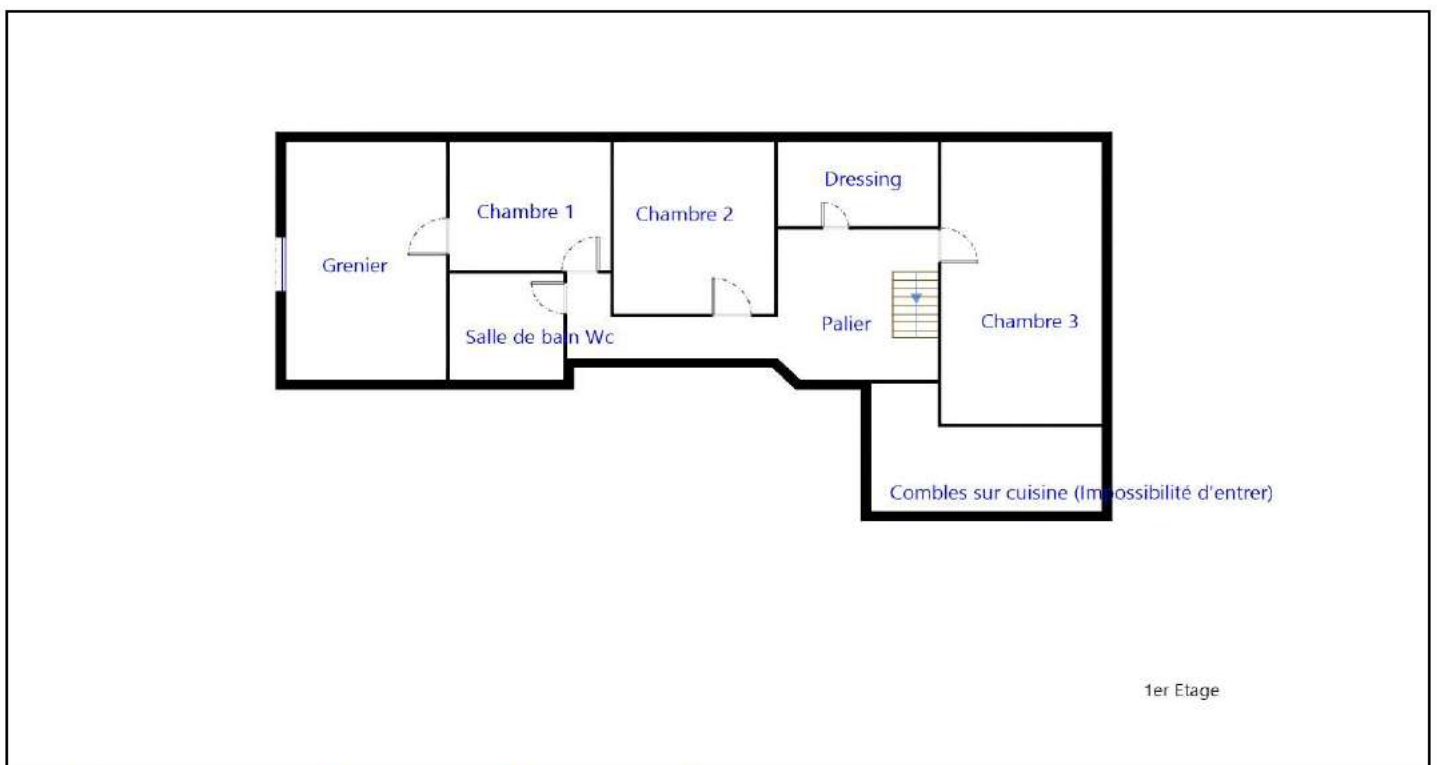 Dressing
Chambre 1
Chambre 2
Grenier
Chambre 3
Palier
Salle de bain Wc
Combles sur cuisine (Impossibilité d'entrer)
1er Etage